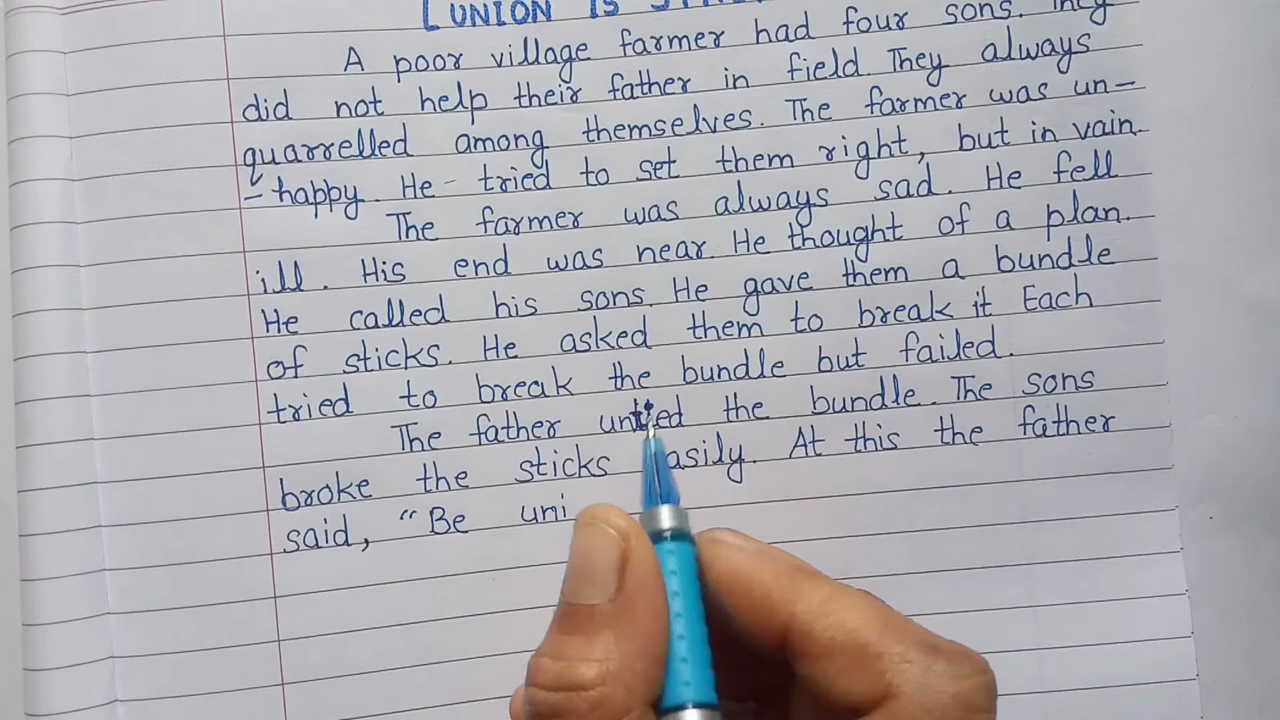 [UNION IS
A poor village farmer had four sons. They
did not help their father in field. They always
quarrelled among themselves. The farmer was un-
-happy. He tried to set them right, but in vain.
The farmer was always sad. He fell
ill. His end was near. He thought of a plan.
He called his sons. He gave them a bundle
of sticks. He asked them to break it Each
tried to break the bundle but failed.
The father untied the bundle. The sons
broke the sticks easily. At this the father
said, "Be uni